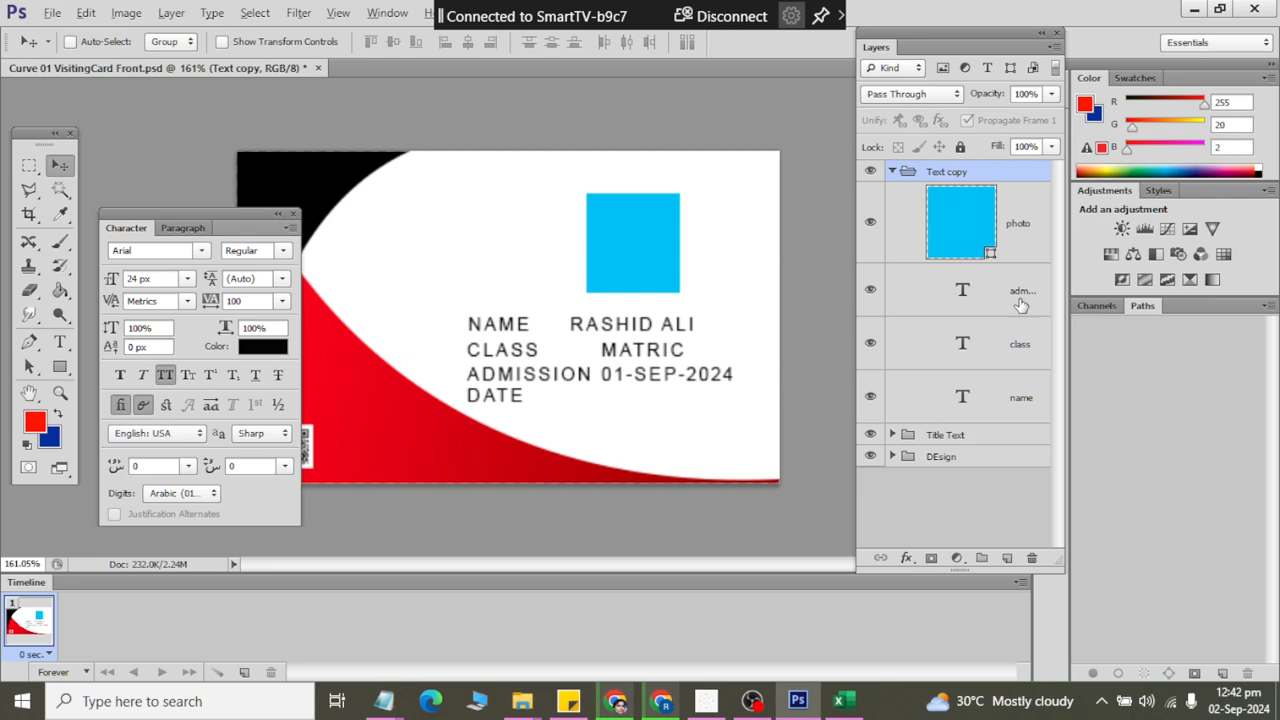 Connected to SmartTV-b9c7 Disconnect
Ps File Edit Image Layer Type Select Filter View Window
Auto-Select: Group Show Transform Controls Essentials
Curve 01 VisitingCard Front.psd @ 161% (Text copy, RGB/8) *
Layers
Kind
Pass Through Opacity: 100%
Unify: Propagate Frame 1
Lock: Fill: 100%
Text copy
photo
adm...
class
name
Title Text
DEsign
Color Swatches
R 255
G 20
B 2
Adjustments Styles
Add an adjustment
Channels Paths
Character Paragraph
Arial Regular
24 px (Auto)
Metrics 100
100% 100%
0 px Color:
English: USA Sharp
0 0
Digits: Arabic (01...
Justification Alternates
NAME RASHID ALI
CLASS MATRIC
ADMISSION 01-SEP-2024
DATE
161.05% Doc: 232.0K/2.24M
Timeline
1
0 sec.
Forever
Type here to search
30°C Mostly cloudy
12:42 pm
02-Sep-2024